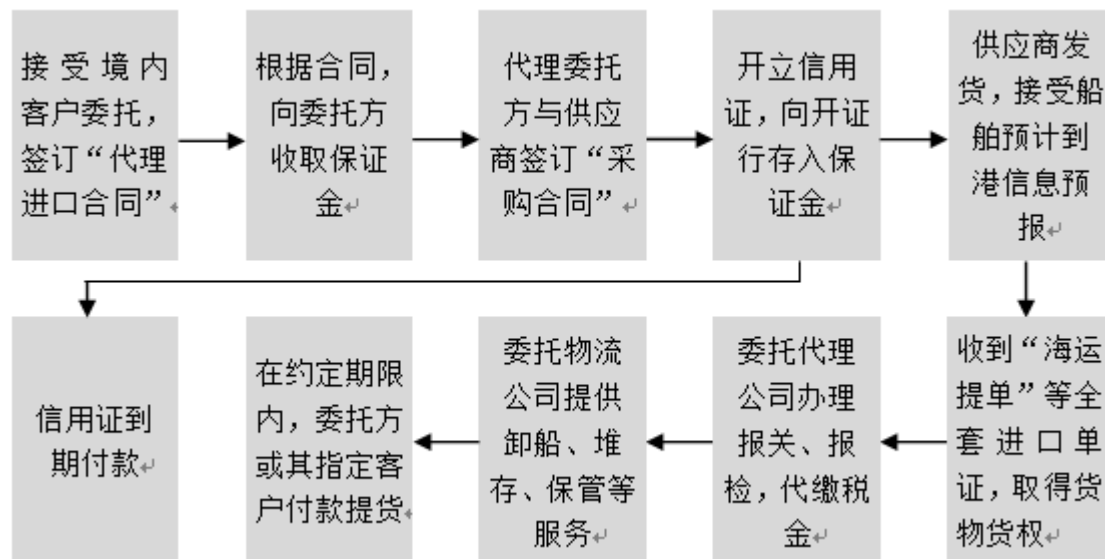 接受境内
客户委托，
签订“代理
进口合同”
根据合同，
向委托方
收取保证
金
代理委托
方与供应
商签订“采
购合同”
开立信用
证，向开证
行存入保
证金
供应商发
货，接受船
舶预计到
港信息预
报
信用证到
期付款
在约定期限
内，委托方
或其指定客
户付款提货
委托物流
公司提供
卸船、堆
存、保管等
服务
委托代理
公司办理
报关、报
检，代缴税
金
收到“海运
提单”等全
套进口单
证，取得货
物货权